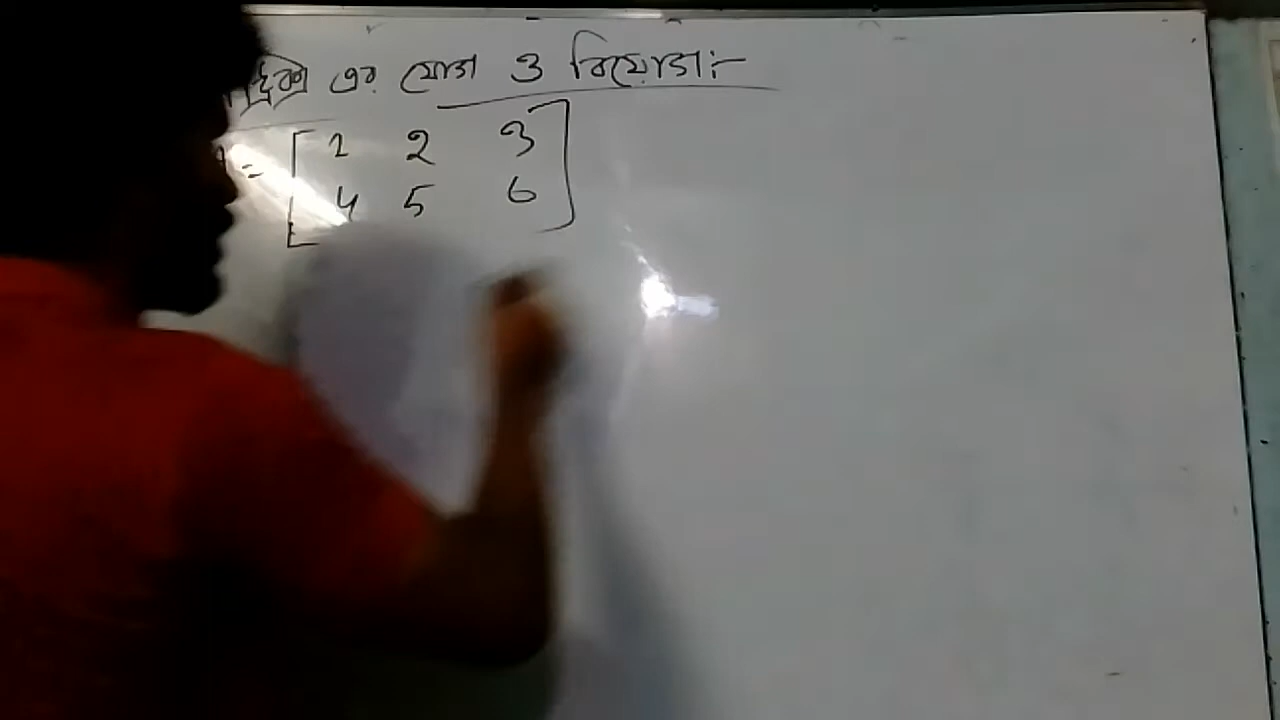 এর যোগ ও বিয়োগ:-
= [ 1 2 3 ]
[ 4 5 6 ]